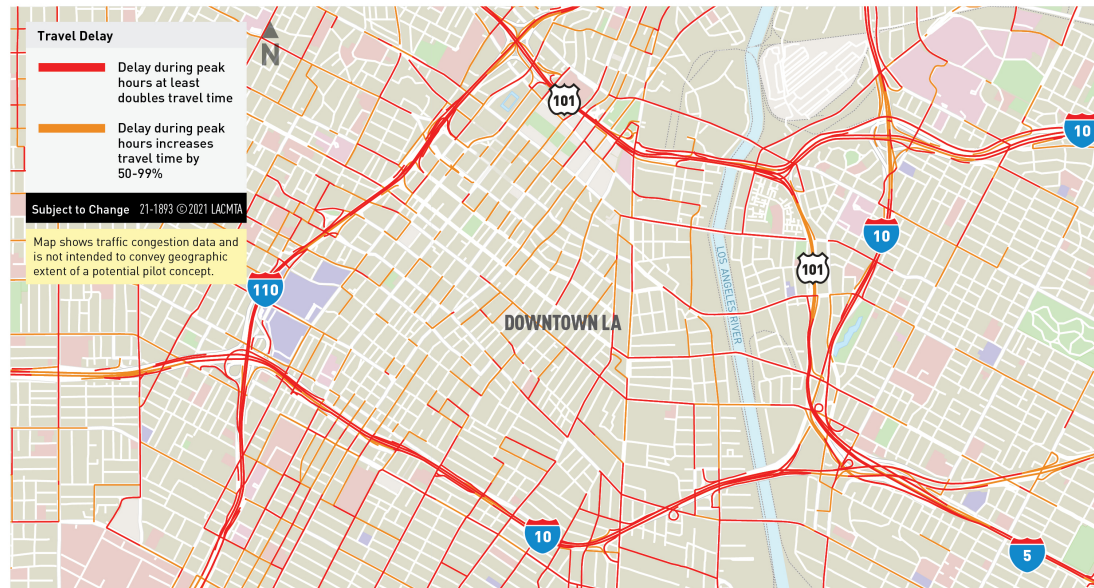 Travel Delay
Delay during peak
hours at least
doubles travel time
Delay during peak
hours increases
travel time by
50-99%
Subject to Change 21-1893 ©2021 LACMTA
Map shows traffic congestion data and
is not intended to convey geographic
extent of a potential pilot concept.
N
101
10
10
101
110
LOS ANGELES RIVER
DOWNTOWN LA
10
5